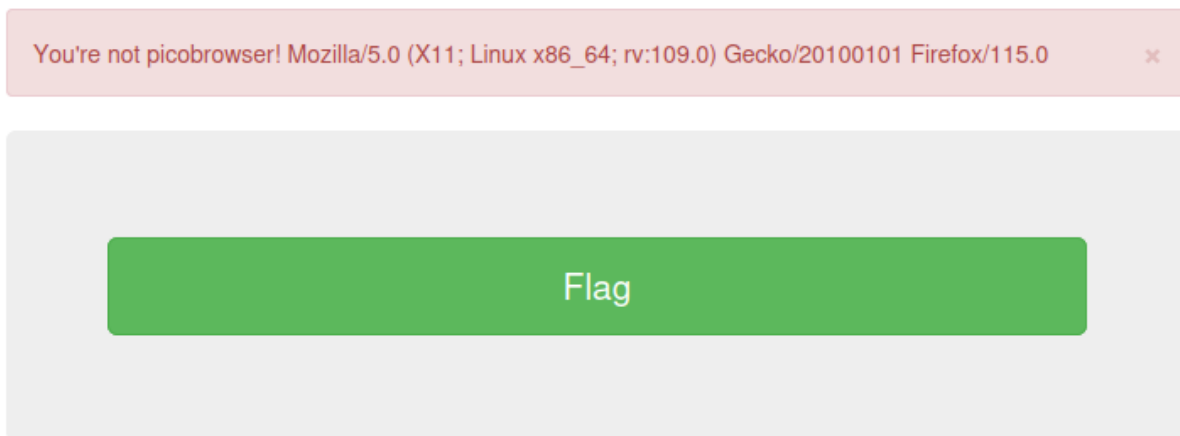 You're not picobrowser! Mozilla/5.0 (X11; Linux x86_64; rv:109.0) Gecko/20100101 Firefox/115.0 ×
Flag